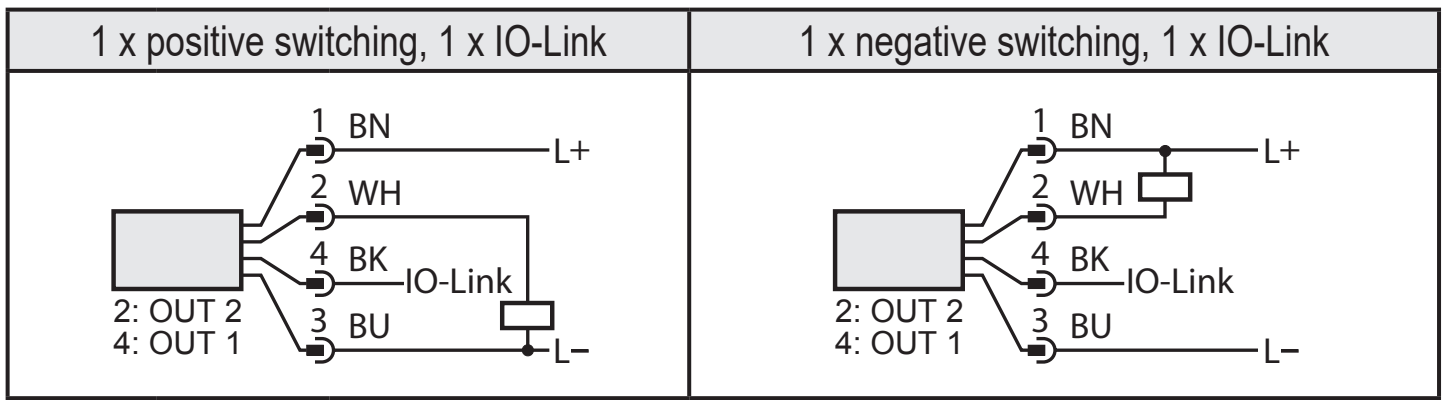 1 x positive switching, 1 x IO-Link
1 BN
L+
2 WH
4 BK
IO-Link
2: OUT 2
4: OUT 1
3 BU
L–
1 x negative switching, 1 x IO-Link
1 BN
L+
2 WH
4 BK
IO-Link
2: OUT 2
4: OUT 1
3 BU
L–